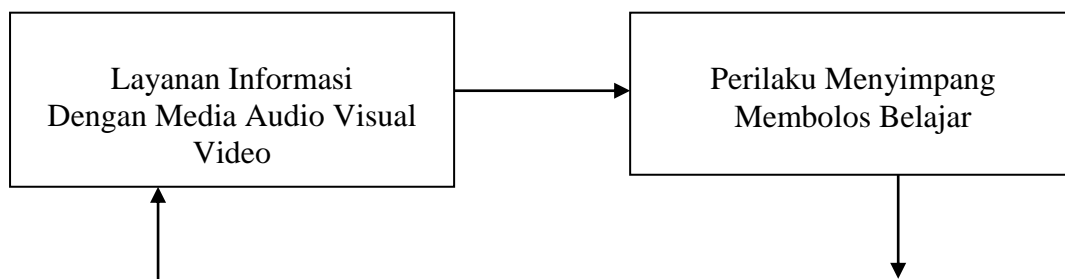 Layanan Informasi
Dengan Media Audio Visual
Video
Perilaku Menyimpang
Membolos Belajar